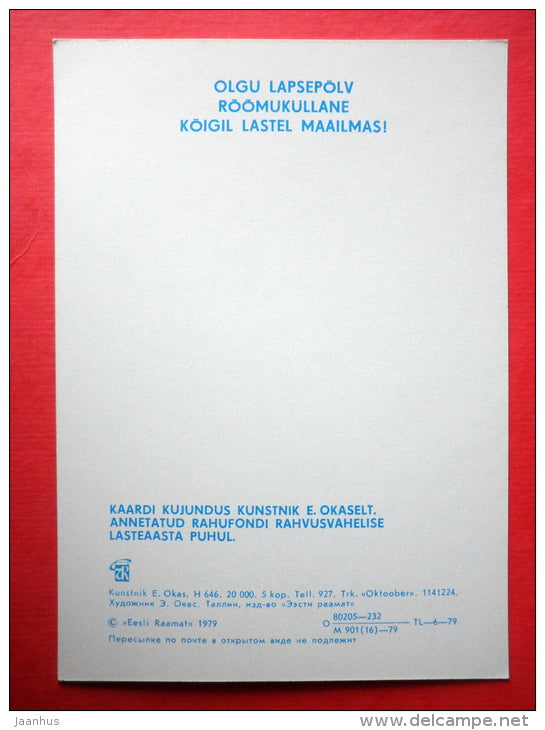 OLGU LAPSEPÕLV
RÕÕMUKULLANE
KÕIGIL LASTEL MAAILMAS!
KAARDI KUJUNDUS KUNSTNIK E. OKASELT.
ANNETATUD RAHUFONDI RAHVUSVAHELISE
LASTEAASTA PUHUL.
Kunstnik E. Okas. H 646. 20 000. 5 kop. Tell. 927. Trk. «Oktoober». 1141224.
Художник Э. Окас. Таллин, изд-во «Ээсти раамат»
© «Eesti Raamat» 1979
О 80205—232 / М 901(16)—79 — TL—6—79
Пересылке по почте в открытом виде не подлежит
Jaanhus
www.delcampe.net